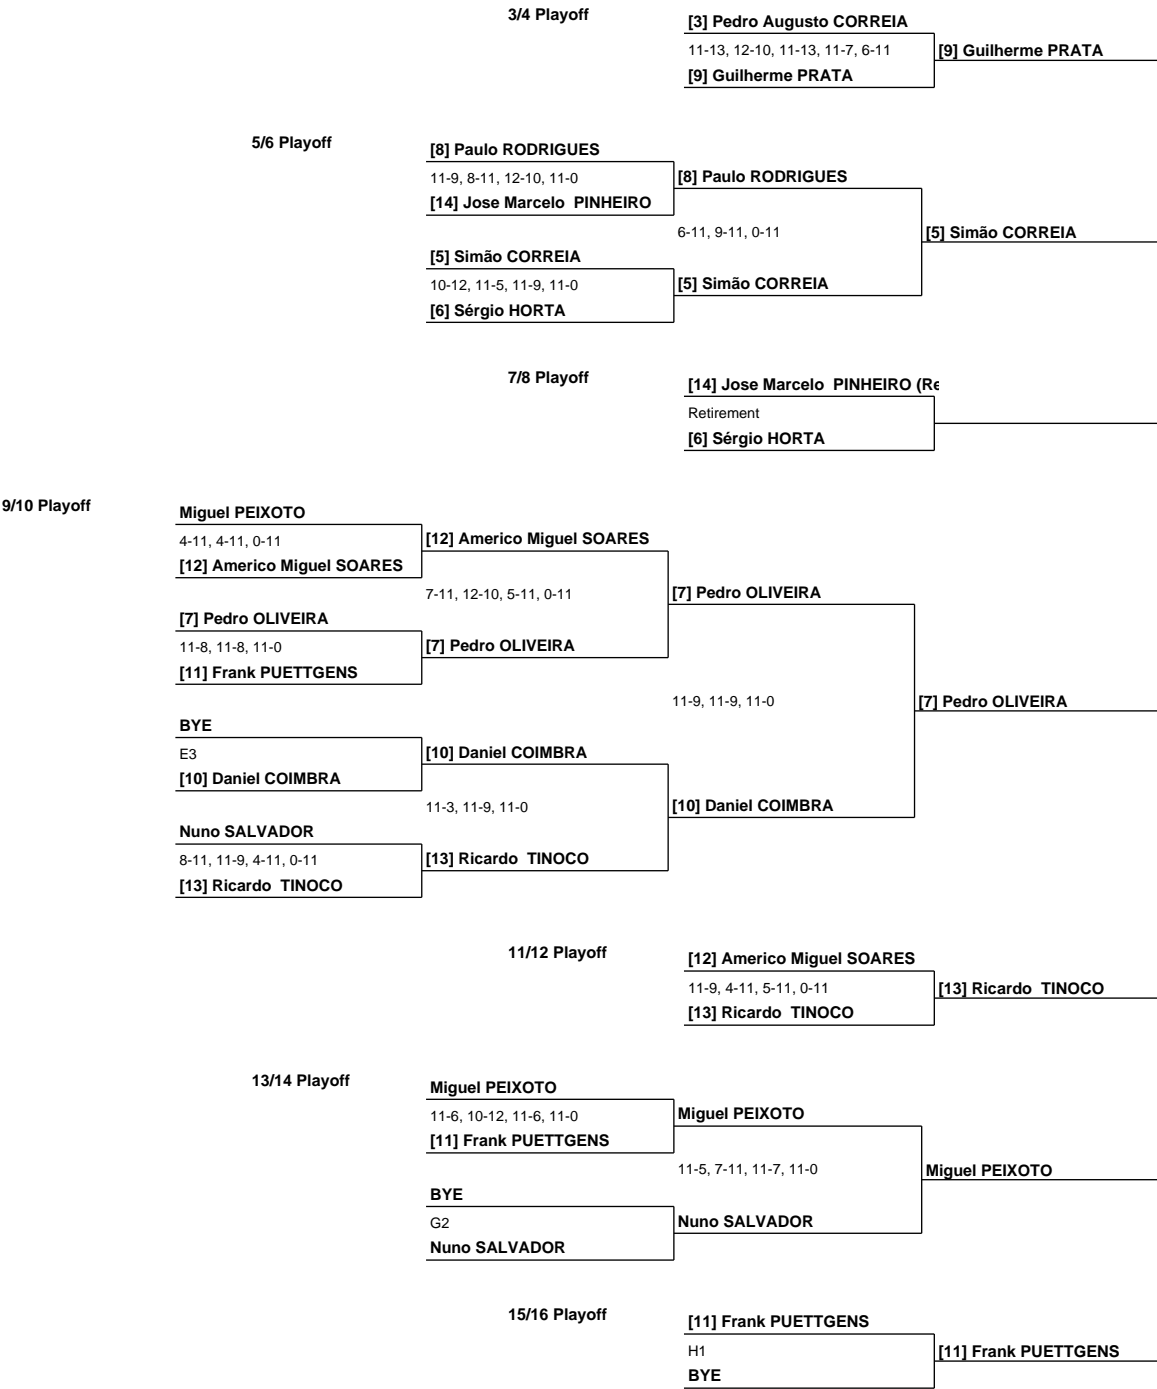 3/4 Playoff
[3] Pedro Augusto CORREIA
11-13, 12-10, 11-13, 11-7, 6-11
[9] Guilherme PRATA
[9] Guilherme PRATA
5/6 Playoff
[8] Paulo RODRIGUES
11-9, 8-11, 12-10, 11-0
[8] Paulo RODRIGUES
[14] Jose Marcelo  PINHEIRO
6-11, 9-11, 0-11
[5] Simão CORREIA
[5] Simão CORREIA
10-12, 11-5, 11-9, 11-0
[5] Simão CORREIA
[6] Sérgio HORTA
7/8 Playoff
[14] Jose Marcelo  PINHEIRO (Re
Retirement
[6] Sérgio HORTA
9/10 Playoff
Miguel PEIXOTO
4-11, 4-11, 0-11
[12] Americo Miguel SOARES
[12] Americo Miguel SOARES
7-11, 12-10, 5-11, 0-11
[7] Pedro OLIVEIRA
[7] Pedro OLIVEIRA
11-8, 11-8, 11-0
[7] Pedro OLIVEIRA
[11] Frank PUETTGENS
11-9, 11-9, 11-0
[7] Pedro OLIVEIRA
BYE
E3
[10] Daniel COIMBRA
[10] Daniel COIMBRA
11-3, 11-9, 11-0
[10] Daniel COIMBRA
Nuno SALVADOR
8-11, 11-9, 4-11, 0-11
[13] Ricardo  TINOCO
[13] Ricardo  TINOCO
11/12 Playoff
[12] Americo Miguel SOARES
11-9, 4-11, 5-11, 0-11
[13] Ricardo  TINOCO
[13] Ricardo  TINOCO
13/14 Playoff
Miguel PEIXOTO
11-6, 10-12, 11-6, 11-0
Miguel PEIXOTO
[11] Frank PUETTGENS
11-5, 7-11, 11-7, 11-0
Miguel PEIXOTO
BYE
G2
Nuno SALVADOR
Nuno SALVADOR
15/16 Playoff
[11] Frank PUETTGENS
H1
[11] Frank PUETTGENS
BYE